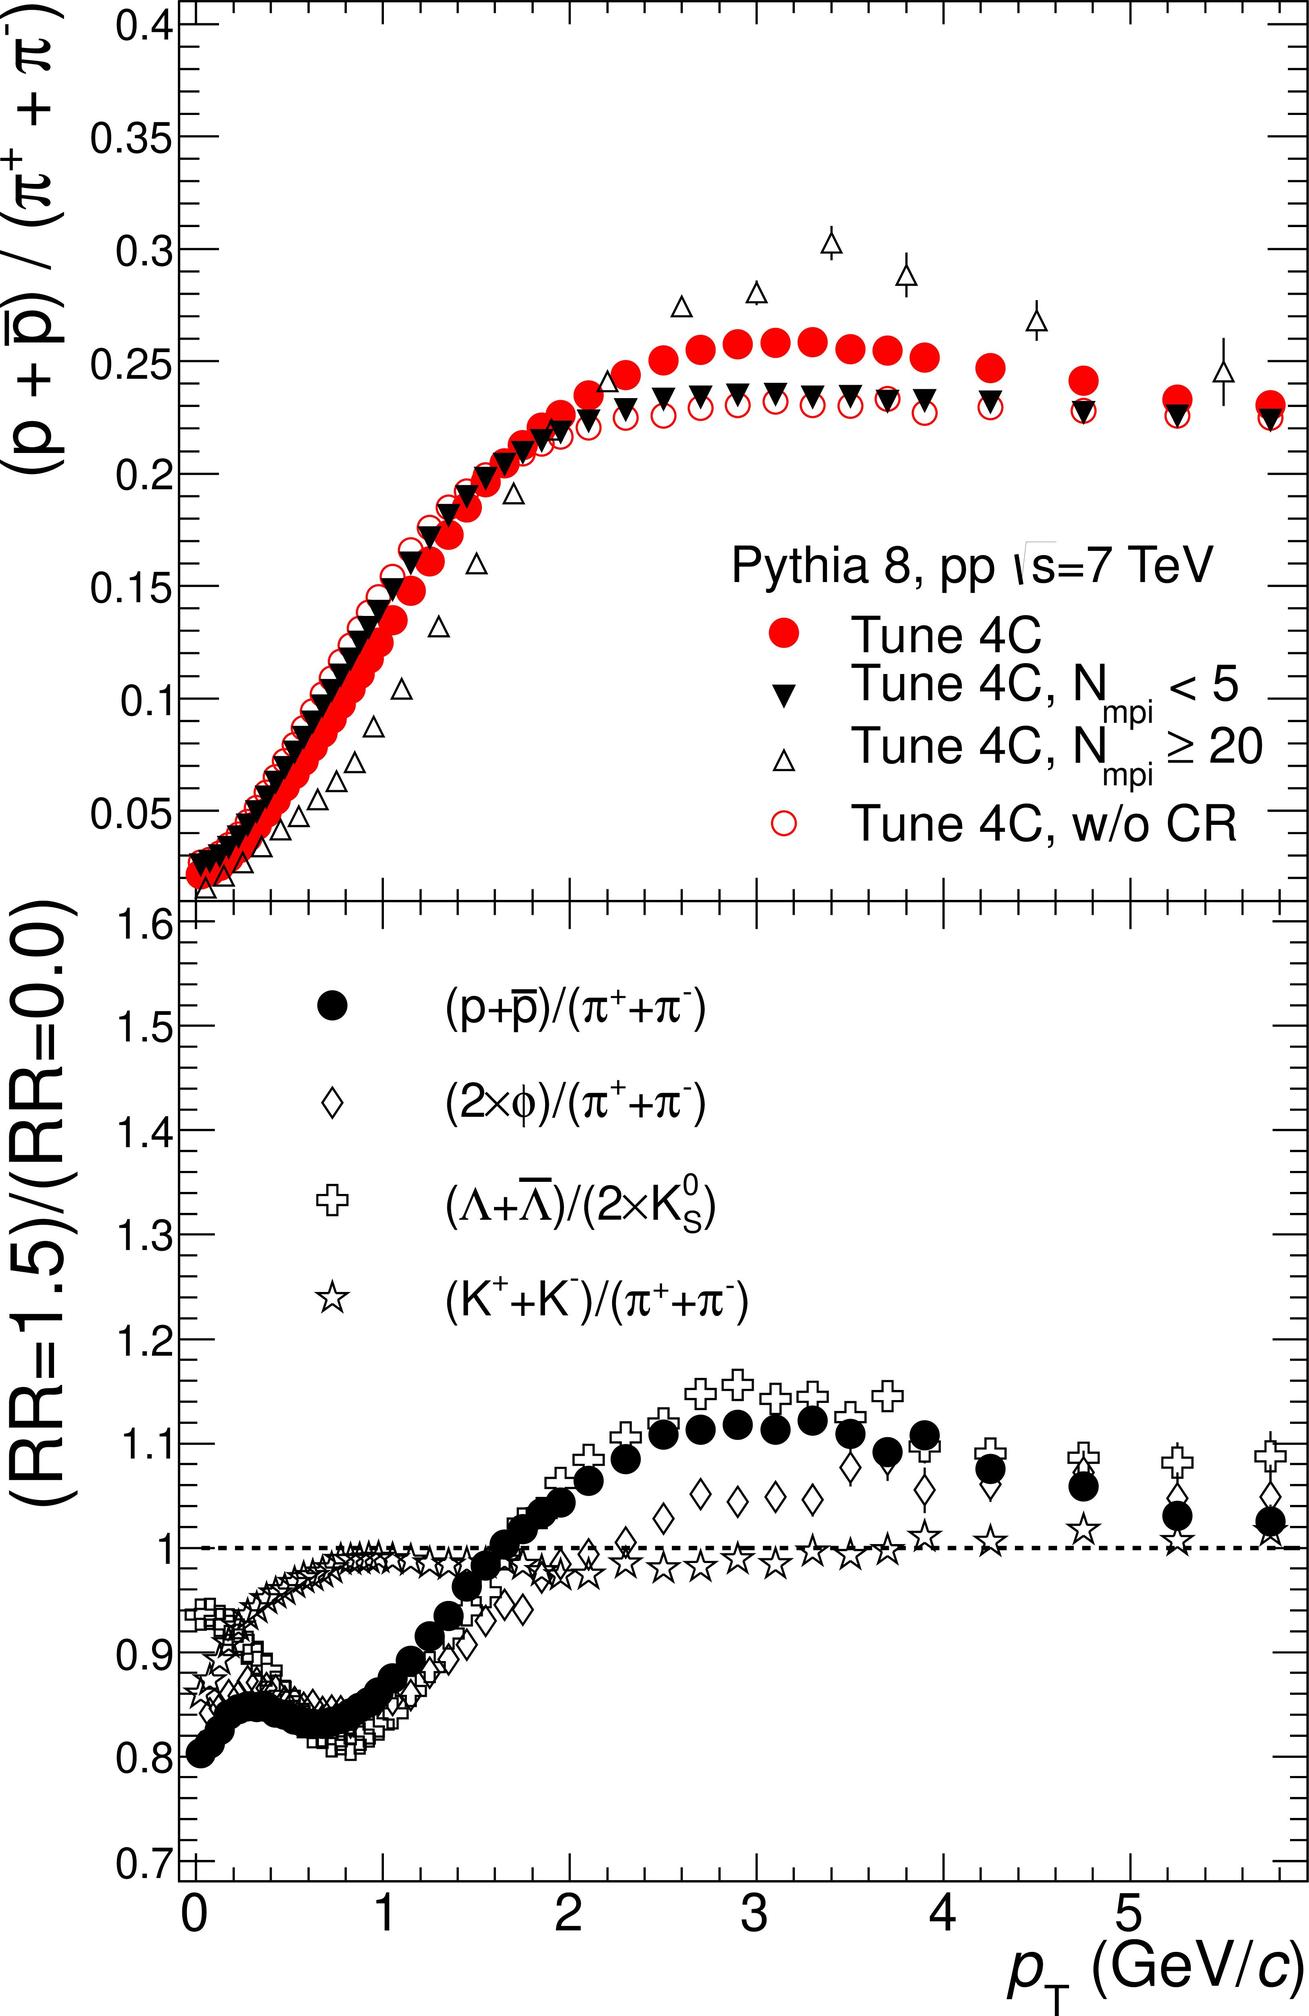 (p + p̅) / (π⁺ + π⁻)
0.4
0.35
0.3
0.25
0.2
0.15
0.1
0.05
Pythia 8, pp √s=7 TeV
Tune 4C
Tune 4C, N_mpi < 5
Tune 4C, N_mpi ≥ 20
Tune 4C, w/o CR
(RR=1.5)/(RR=0.0)
1.6
1.5
1.4
1.3
1.2
1.1
1
0.9
0.8
0.7
(p+p̅)/(π⁺+π⁻)
(2×ϕ)/(π⁺+π⁻)
(Λ+Λ̅)/(2×K⁰_S)
(K⁺+K⁻)/(π⁺+π⁻)
0 1 2 3 4 5
p_T (GeV/c)